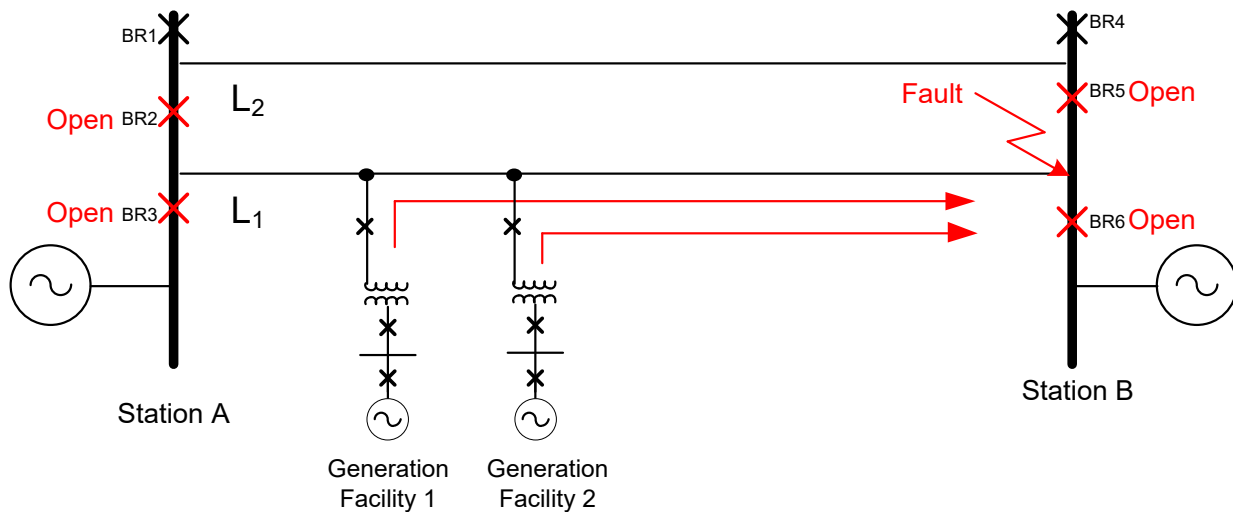 BR1
BR4
L2
Fault
BR5 Open
Open BR2
Open BR3
L1
BR6 Open
Station A
Station B
Generation
Facility 1
Generation
Facility 2